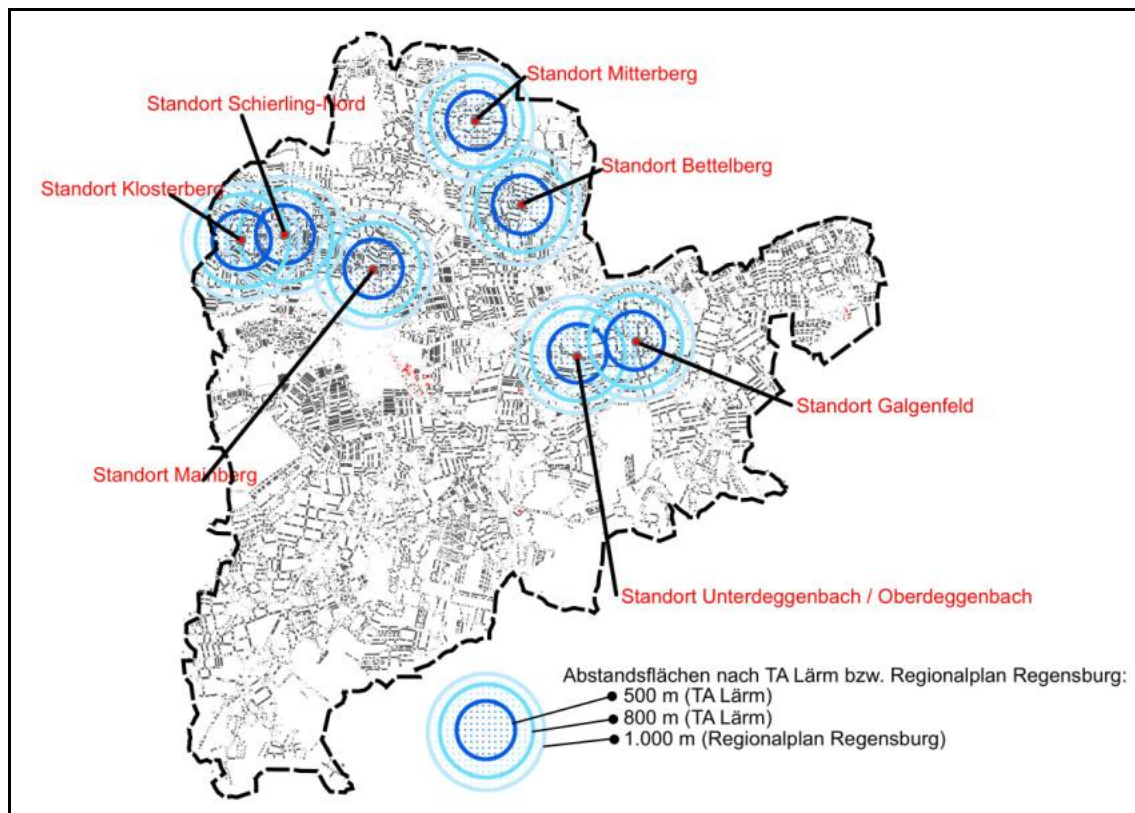 Standort Mitterberg
Standort Schierling-Nord
Standort Bettelberg
Standort Klosterberg
Standort Galgenfeld
Standort Mainberg
Standort Unterdeggenbach / Oberdeggenbach
Abstandsflächen nach TA Lärm bzw. Regionalplan Regensburg:
500 m (TA Lärm)
800 m (TA Lärm)
1.000 m (Regionalplan Regensburg)